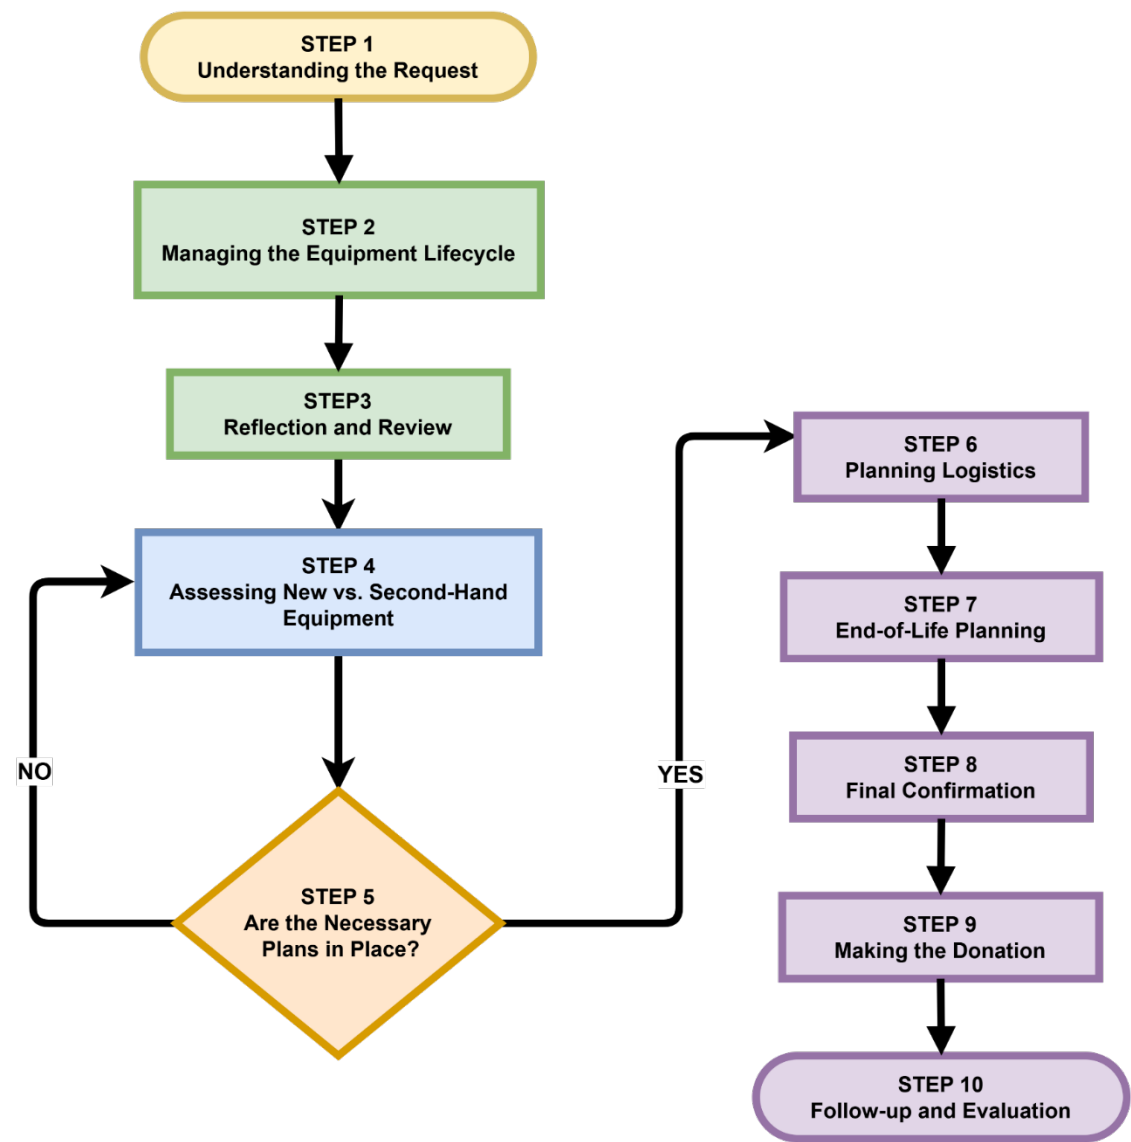 STEP 1
Understanding the Request
STEP 2
Managing the Equipment Lifecycle
STEP3
Reflection and Review
STEP 4
Assessing New vs. Second-Hand
Equipment
NO
STEP 5
Are the Necessary
Plans in Place?
YES
STEP 6
Planning Logistics
STEP 7
End-of-Life Planning
STEP 8
Final Confirmation
STEP 9
Making the Donation
STEP 10
Follow-up and Evaluation